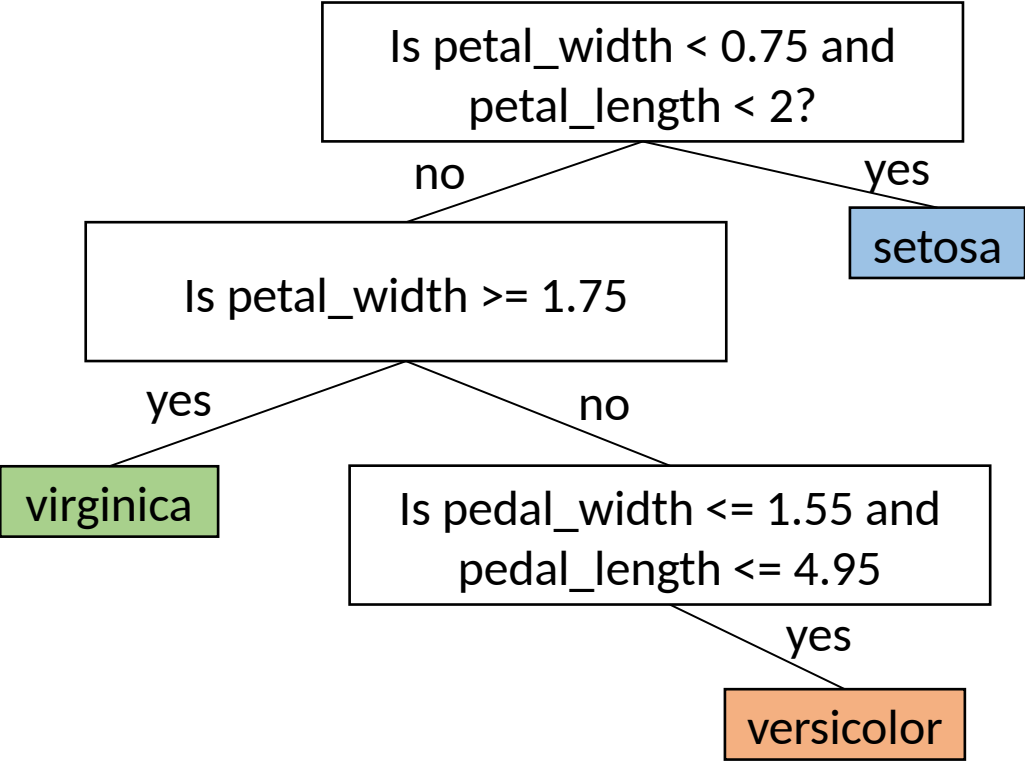 Is petal_width < 0.75 and
petal_length < 2?
no
yes
setosa
Is petal_width >= 1.75
yes
no
virginica
Is pedal_width <= 1.55 and
pedal_length <= 4.95
yes
versicolor